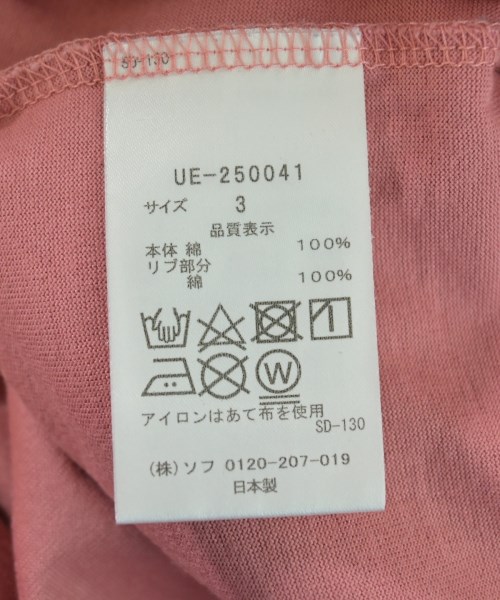 SD-130
UE-250041
サイズ 3
品質表示
本体 綿 100%
リブ部分
綿 100%
W
アイロンはあて布を使用
SD-130
(株)ソフ 0120-207-019
日本製